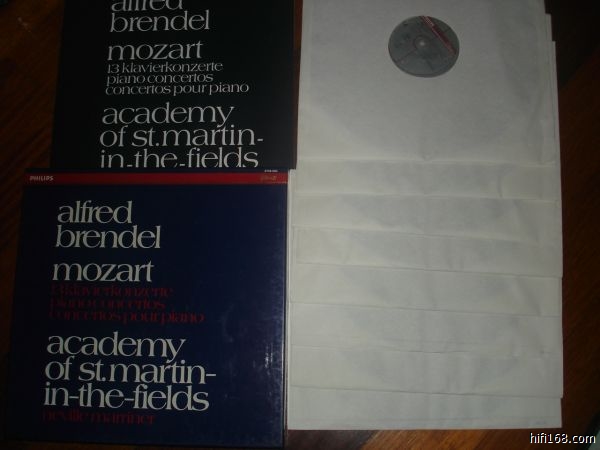 alfred
brendel
mozart
13 klavierkonzerte
piano concertos
concertos pour piano
academy
of st.martin-
in-the-fields
PHILIPS
alfred
brendel
mozart
13 klavierkonzerte
piano concertos
concertos pour piano
academy
of st.martin-
in-the-fields
neville marriner
hifi168.com